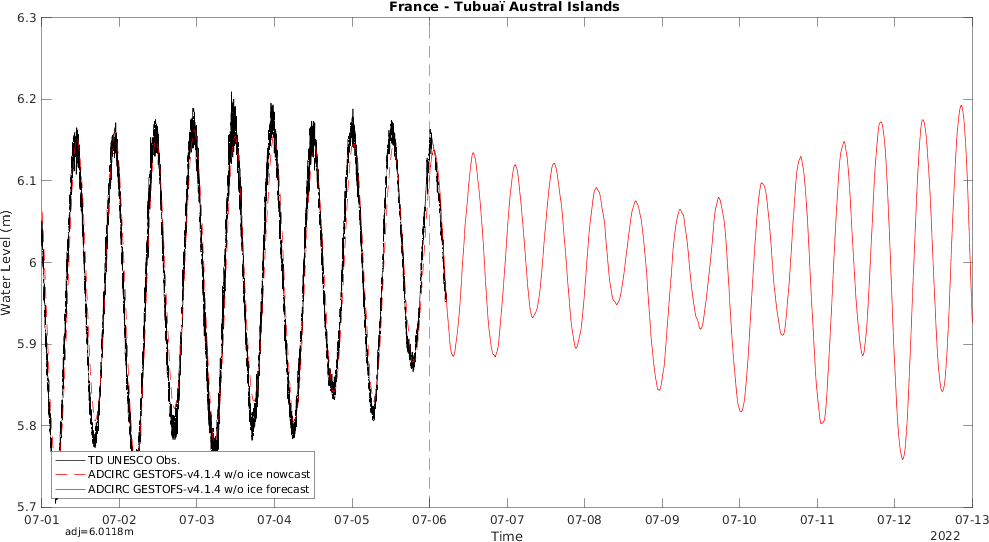 France - Tubuaï Austral Islands
6.3
6.2
6.1
6
5.9
5.8
5.7
Water Level (m)
TD UNESCO Obs.
ADCIRC GESTOFS-v4.1.4 w/o ice nowcast
ADCIRC GESTOFS-v4.1.4 w/o ice forecast
07-01 07-02 07-03 07-04 07-05 07-06 07-07 07-08 07-09 07-10 07-11 07-12 07-13
adj=6.0118m
Time
2022